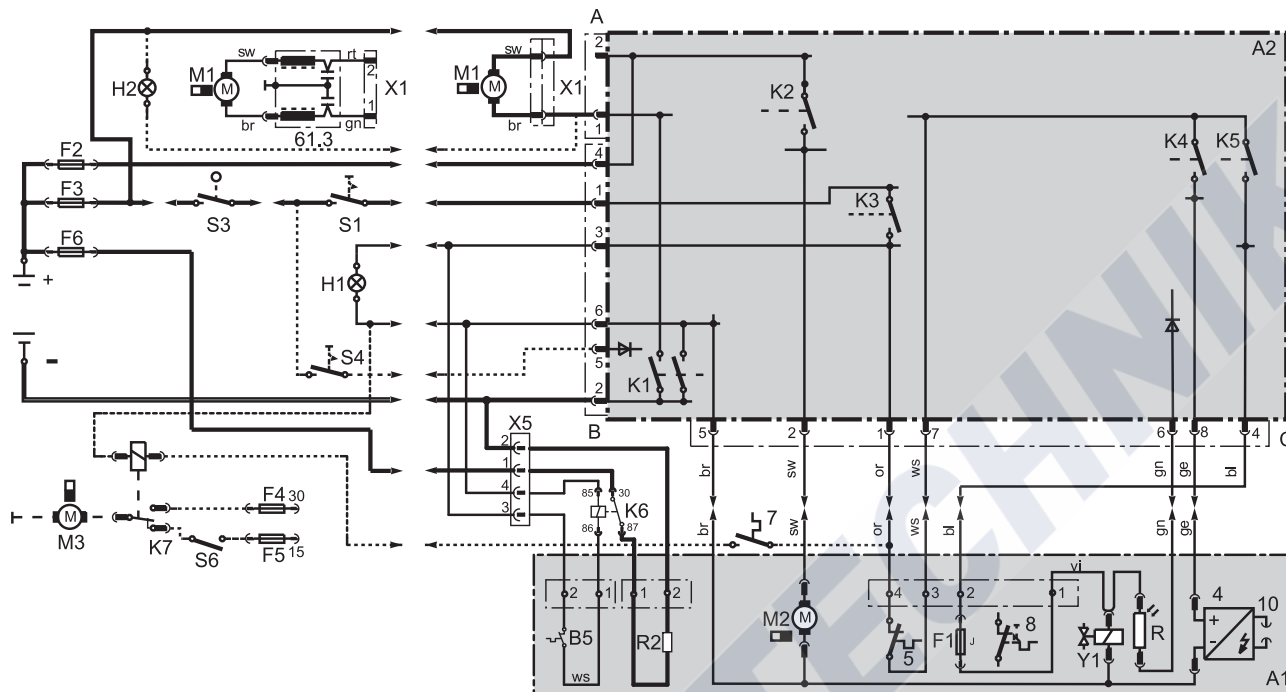 A
A2
sw
rt
M1
M
2
X1
H2
1
br
gn
61.3
M1
M
sw
br
X1
2
1
K2
K4
K5
F2
F3
F6
S3
S1
4
1
3
K3
+
-
H1
6
5
2
S4
K1
X5
B
C
2
1
4
3
5
2
1
7
6
8
4
br
sw
or
ws
gn
ge
bl
85
30
K6
86
87
7
br
sw
or
ws
bl
gn
ge
M3
M
K7
F4 30
S6
F5 15
2
1
1
2
B5
R2
ws
M2
M
4
3
2
1
vi
5
F1
J
8
Y1
R
4
+
-
10
A1
TECHNIK